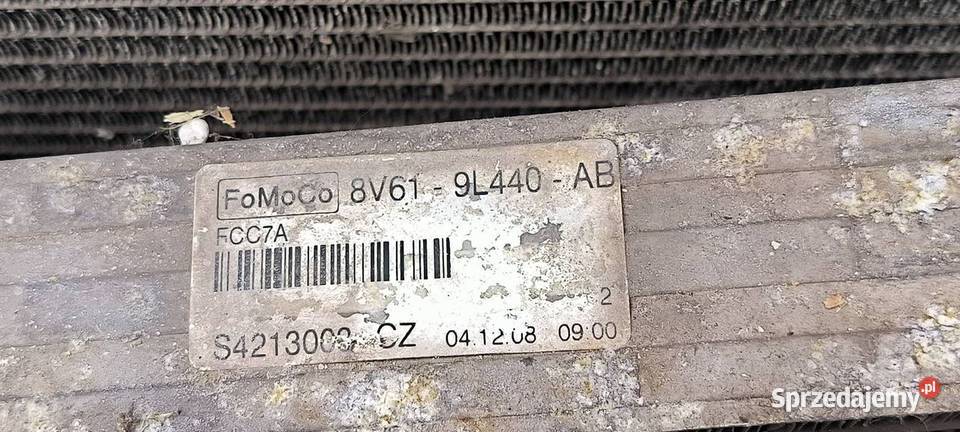 FoMoCo 8V61 - 9L440 - AB
FCC7A
2
CZ 04.12.08 09:00
Sprzedajemy.pl